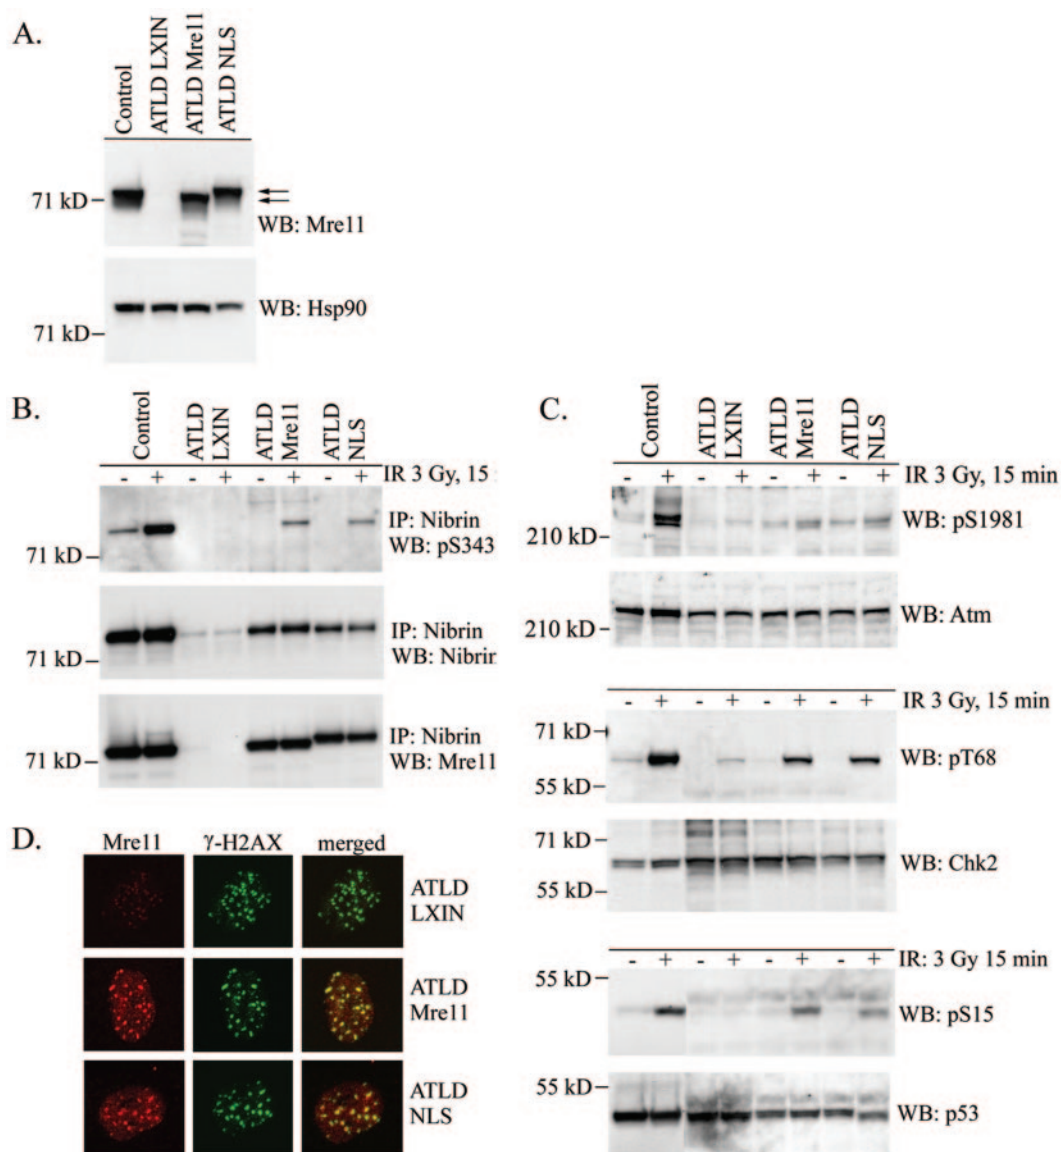 A.
Control
ATLD LXIN
ATLD Mre11
ATLD NLS
71 kD
WB: Mre11
WB: Hsp90
71 kD
B.
Control
ATLD LXIN
ATLD Mre11
ATLD NLS
- + - + - + - + IR 3 Gy, 15
IP: Nibrin
WB: pS343
71 kD
IP: Nibrin
WB: Nibrin
71 kD
IP: Nibrin
WB: Mre11
71 kD
C.
Control
ATLD LXIN
ATLD Mre11
ATLD NLS
- + - + - + - + IR 3 Gy, 15 min
WB: pS1981
210 kD
WB: Atm
210 kD
- + - + - + - + IR 3 Gy, 15 min
71 kD
WB: pT68
55 kD
71 kD
WB: Chk2
55 kD
- + - + - + - + IR: 3 Gy 15 min
55 kD
WB: pS15
55 kD
WB: p53
D.
Mre11 γ-H2AX merged
ATLD
LXIN
ATLD
Mre11
ATLD
NLS